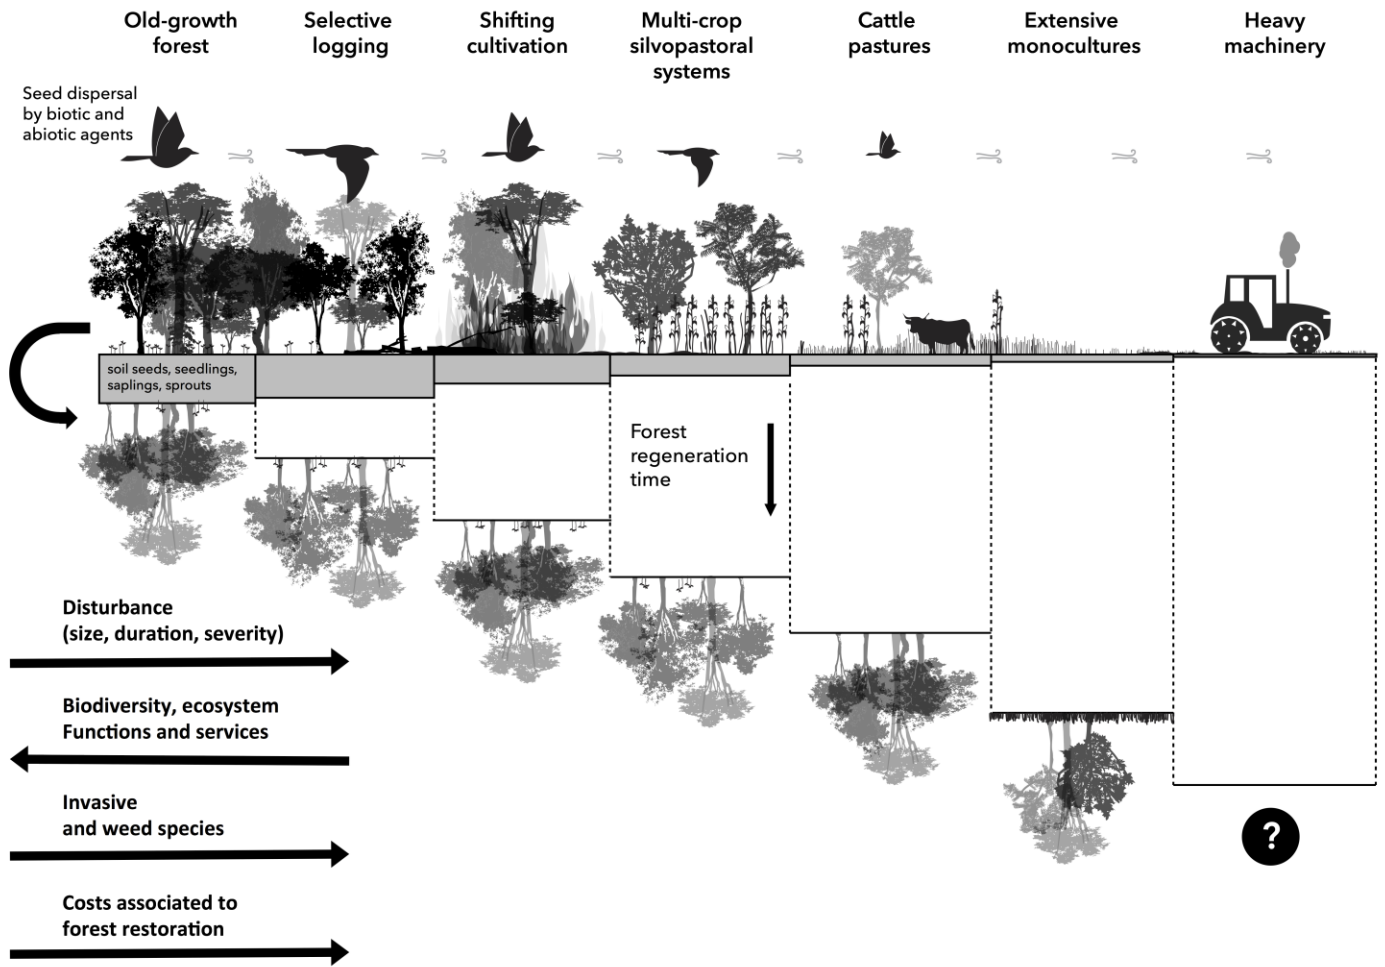 Old-growth
forest
Selective
logging
Shifting
cultivation
Multi-crop
silvopastoral
systems
Cattle
pastures
Extensive
monocultures
Heavy
machinery
Seed dispersal
by biotic and
abiotic agents
soil seeds, seedlings,
saplings, sprouts
Forest
regeneration
time
Disturbance
(size, duration, severity)
Biodiversity, ecosystem
Functions and services
Invasive
and weed species
Costs associated to
forest restoration
?